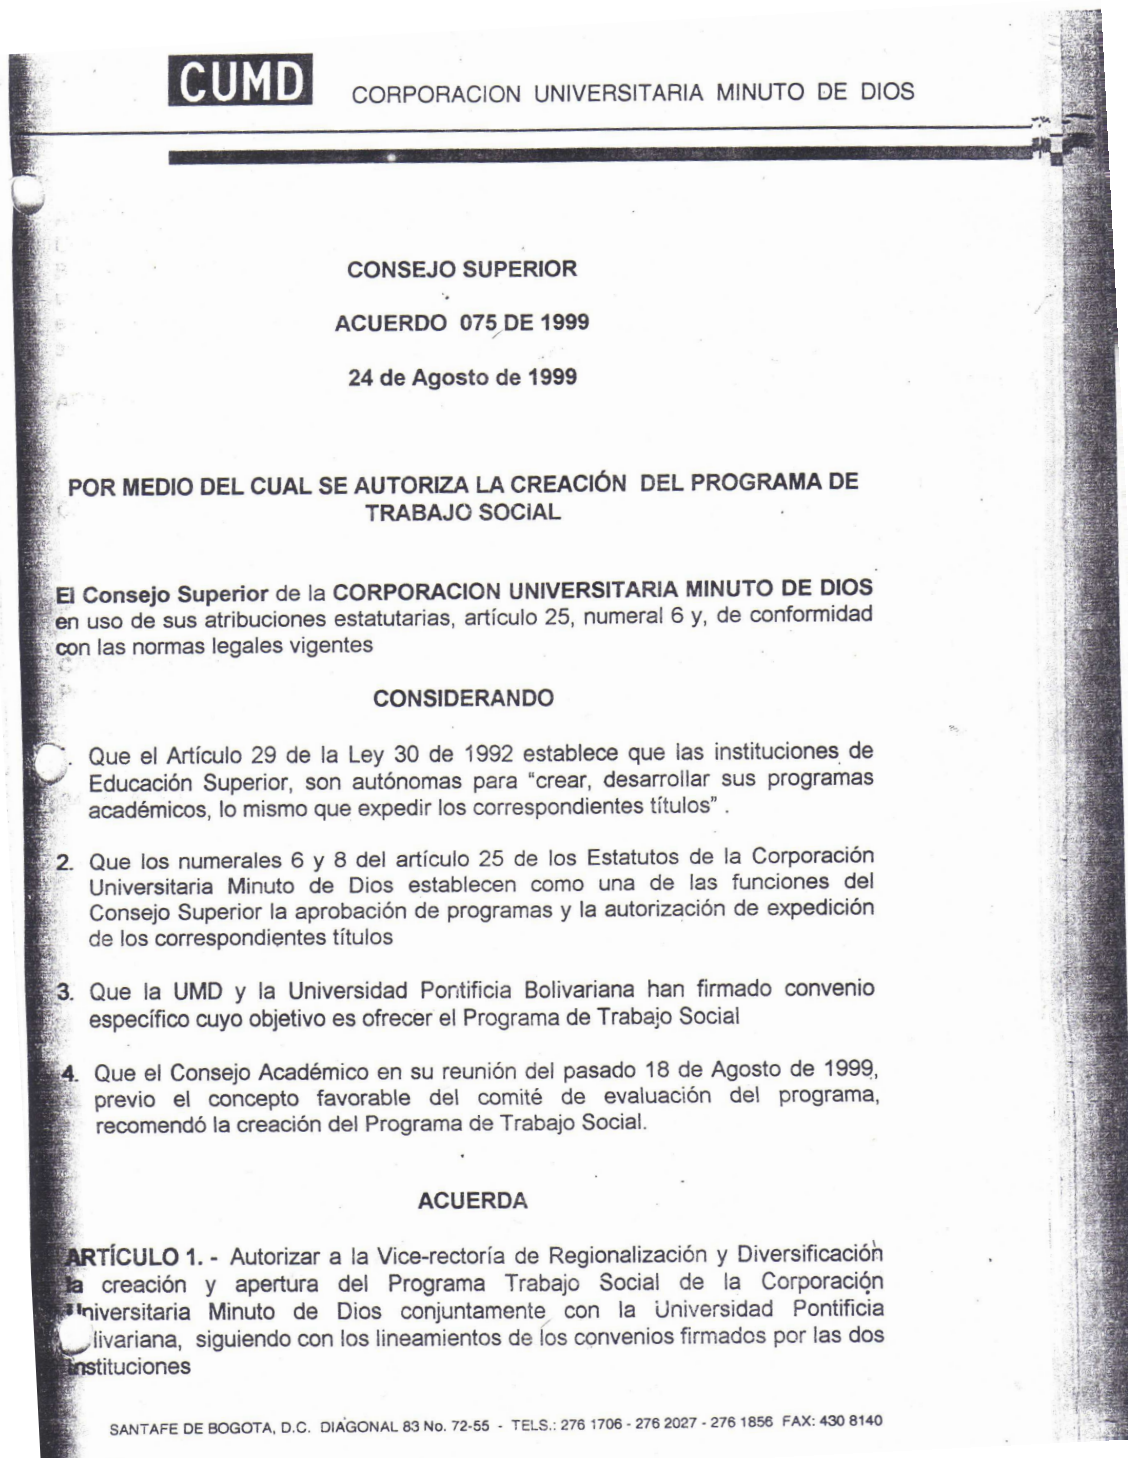 CUMD CORPORACION UNIVERSITARIA MINUTO DE DIOS
CONSEJO SUPERIOR
ACUERDO 075 DE 1999
24 de Agosto de 1999
POR MEDIO DEL CUAL SE AUTORIZA LA CREACIÓN DEL PROGRAMA DE
TRABAJO SOCIAL
El Consejo Superior de la CORPORACION UNIVERSITARIA MINUTO DE DIOS
en uso de sus atribuciones estatutarias, artículo 25, numeral 6 y, de conformidad
con las normas legales vigentes
CONSIDERANDO
. Que el Artículo 29 de la Ley 30 de 1992 establece que las instituciones de
Educación Superior, son autónomas para “crear, desarrollar sus programas
académicos, lo mismo que expedir los correspondientes títulos” .
2. Que los numerales 6 y 8 del artículo 25 de los Estatutos de la Corporación
Universitaria Minuto de Dios establecen como una de las funciones del
Consejo Superior la aprobación de programas y la autorización de expedición
de los correspondientes títulos
3. Que la UMD y la Universidad Pontificia Bolivariana han firmado convenio
específico cuyo objetivo es ofrecer el Programa de Trabajo Social
4. Que el Consejo Académico en su reunión del pasado 18 de Agosto de 1999,
previo el concepto favorable del comité de evaluación del programa,
recomendó la creación del Programa de Trabajo Social.
ACUERDA
ARTÍCULO 1. - Autorizar a la Vice-rectoría de Regionalización y Diversificación
la creación y apertura del Programa Trabajo Social de la Corporación
Universitaria Minuto de Dios conjuntamente con la Universidad Pontificia
livariana, siguiendo con los lineamientos de los convenios firmados por las dos
instituciones
SANTAFE DE BOGOTA, D.C. DIAGONAL 83 No. 72-55 - TELS.: 276 1706 - 276 2027 - 276 1856 FAX: 430 8140